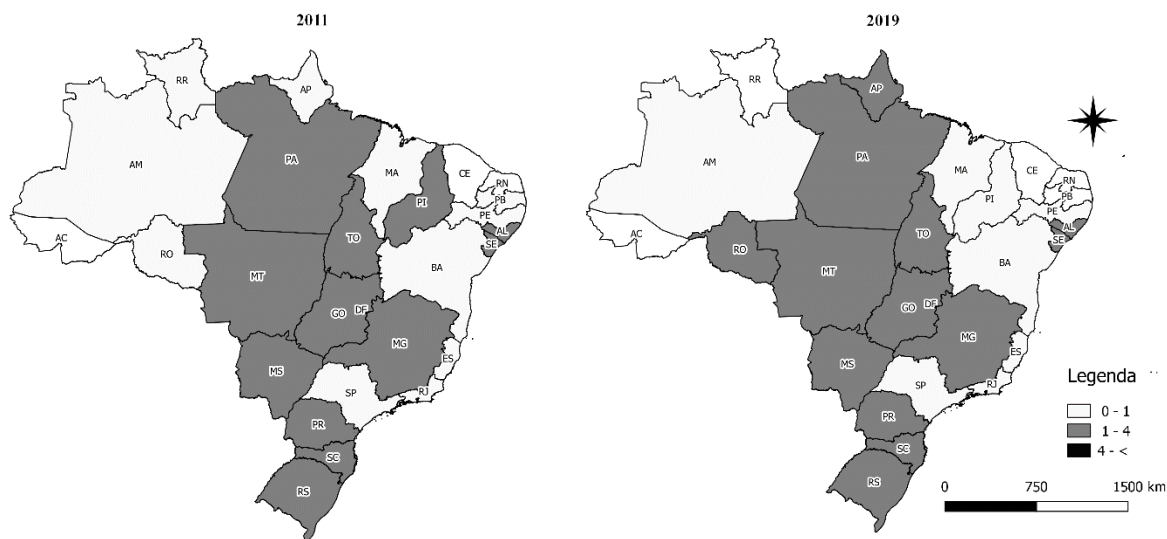 2011
2019
RR
AP
AM
PA
MA
CE
RN
PB
PE
PI
AL
SE
AC
RO
TO
BA
MT
GO
DF
MG
ES
MS
SP
RJ
PR
SC
RS
RR
AP
AM
PA
MA
CE
RN
PB
PE
PI
AL
SE
AC
RO
TO
BA
MT
GO
DF
MG
ES
MS
SP
RJ
PR
SC
RS
Legenda
0 - 1
1 - 4
4 - <
0 750 1500 km